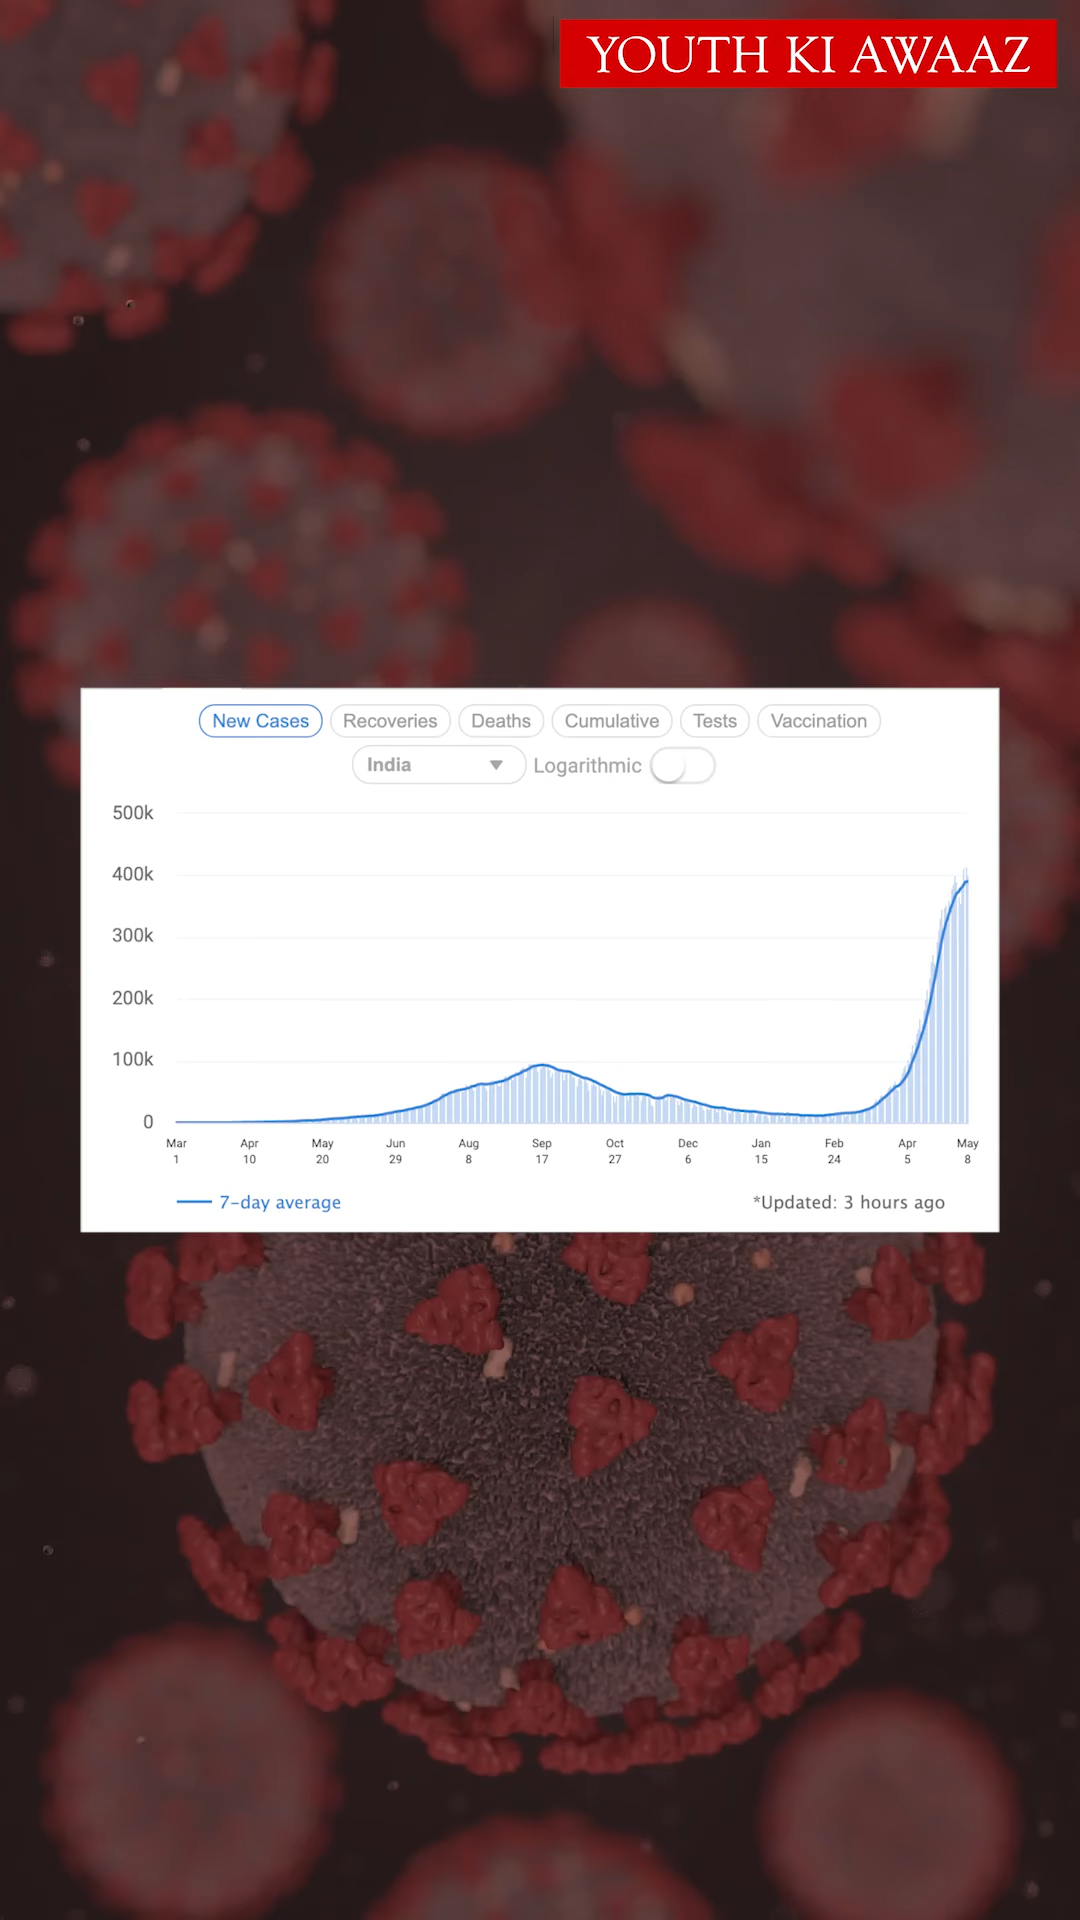 YOUTH KI AWAAZ
New Cases Recoveries Deaths Cumulative Tests Vaccination
India Logarithmic
500k
400k
300k
200k
100k
0
Mar 1 Apr 10 May 20 Jun 29 Aug 8 Sep 17 Oct 27 Dec 6 Jan 15 Feb 24 Apr 5 May 8
7-day average *Updated: 3 hours ago